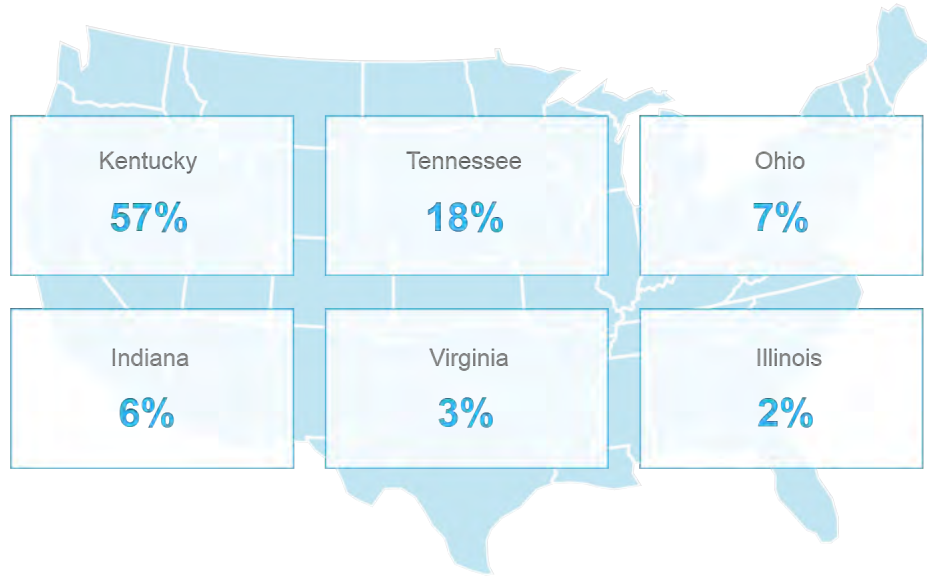 Kentucky
57%
Tennessee
18%
Ohio
7%
Indiana
6%
Virginia
3%
Illinois
2%